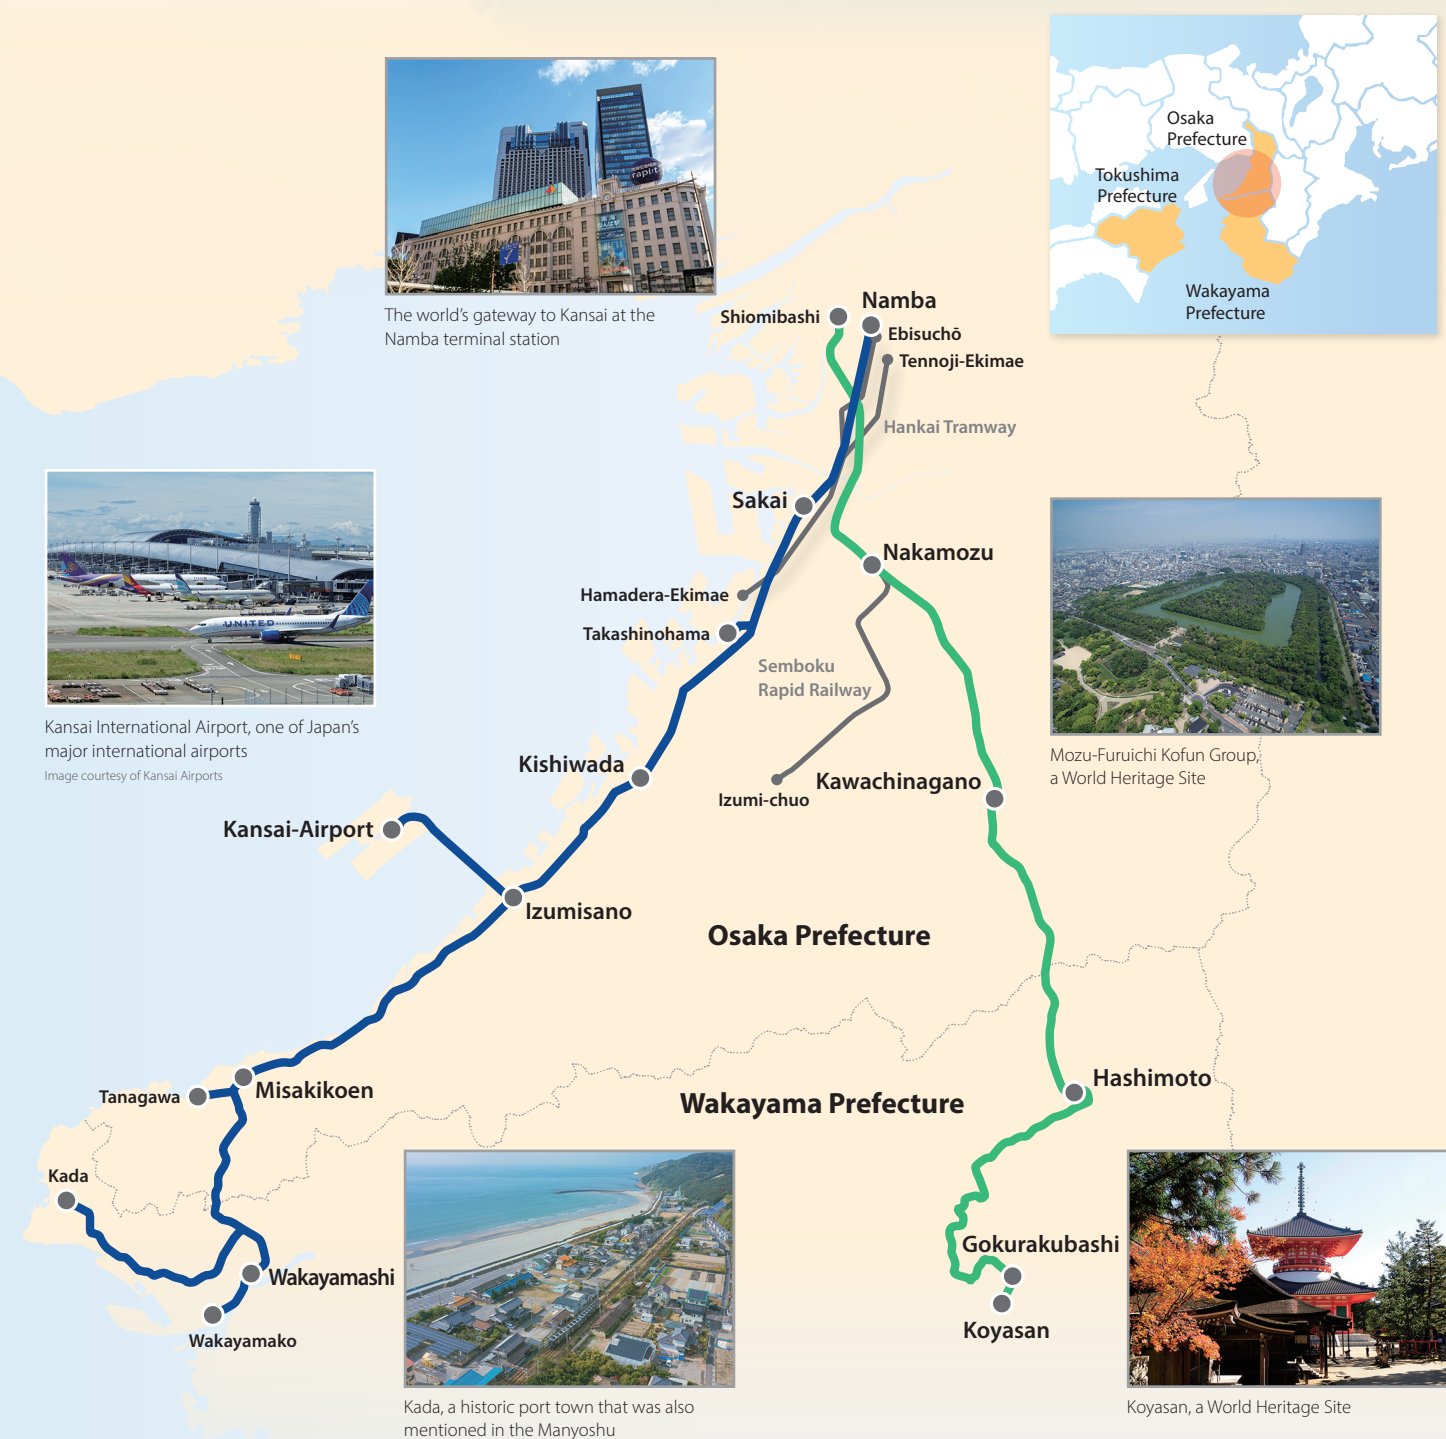 Osaka
Prefecture
Tokushima
Prefecture
Wakayama
Prefecture
rapi:t
The world's gateway to Kansai at the
Namba terminal station
Shiomibashi
Namba
Ebisuchō
Tennoji-Ekimae
Hankai Tramway
Sakai
Nakamozu
Hamadera-Ekimae
Takashinohama
Semboku
Rapid Railway
UNITED
Kansai International Airport, one of Japan's
major international airports
Image courtesy of Kansai Airports
Mozu-Furuichi Kofun Group,
a World Heritage Site
Kishiwada
Izumi-chuo
Kawachinagano
Kansai-Airport
Izumisano
Osaka Prefecture
Misakikoen
Tanagawa
Hashimoto
Wakayama Prefecture
Kada
Gokurakubashi
Wakayamashi
Wakayamako
Koyasan
Kada, a historic port town that was also
mentioned in the Manyoshu
Koyasan, a World Heritage Site